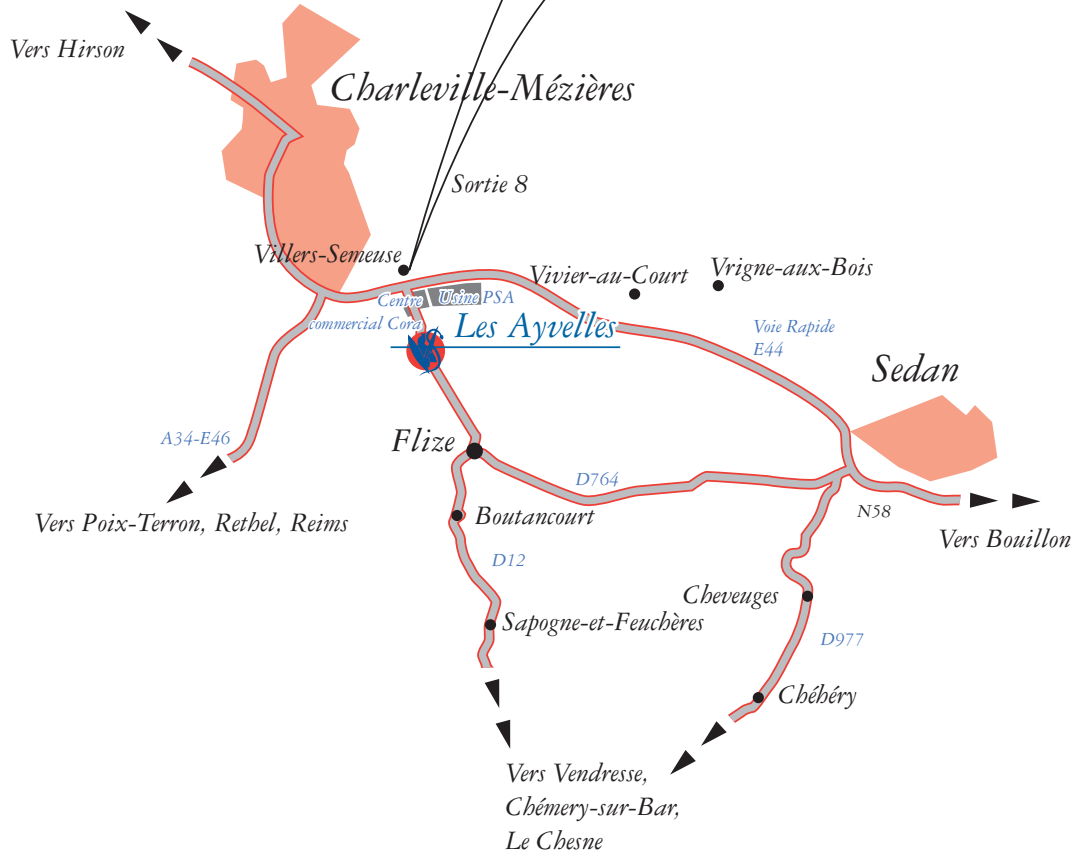 Vers Hirson
Charleville-Mézières
Sortie 8
Villers-Semeuse
Vivier-au-Court
Vrigne-aux-Bois
Centre
commercial Cora
Usine PSA
Les Ayvelles
Voie Rapide
E44
Sedan
A34-E46
Flize
D764
Vers Poix-Terron, Rethel, Reims
Boutancourt
N58
Vers Bouillon
D12
Cheveuges
Sapogne-et-Feuchères
D977
Chéhéry
Vers Vendresse,
Chémery-sur-Bar,
Le Chesne